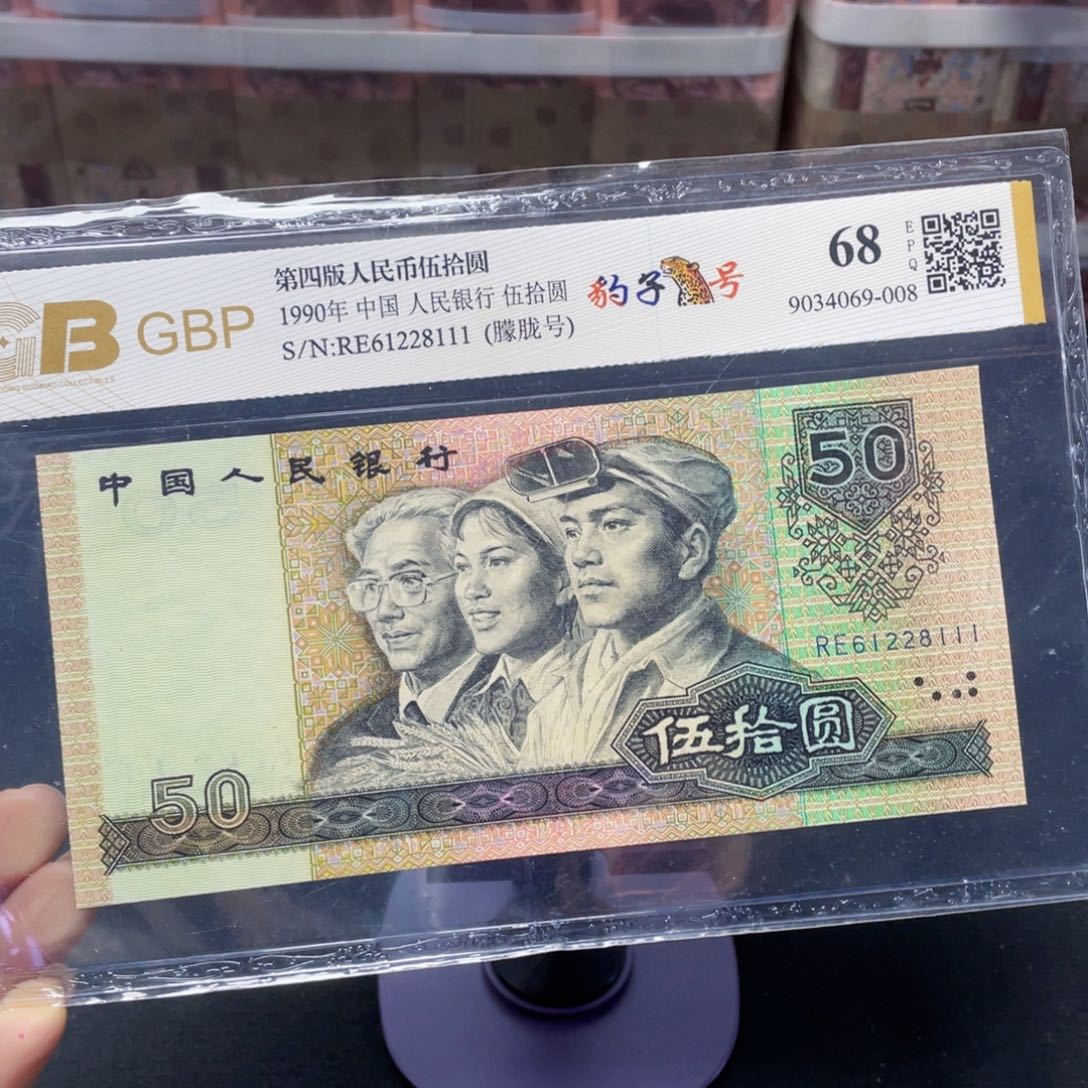 GB GBP
第四版人民币伍拾圆
1990年 中国 人民银行 伍拾圆
S/N:RE61228111 (朦胧号)
豹子号
68
EPQ
9034069-008
中国人民银行
50
RE61228111
伍拾圆
50